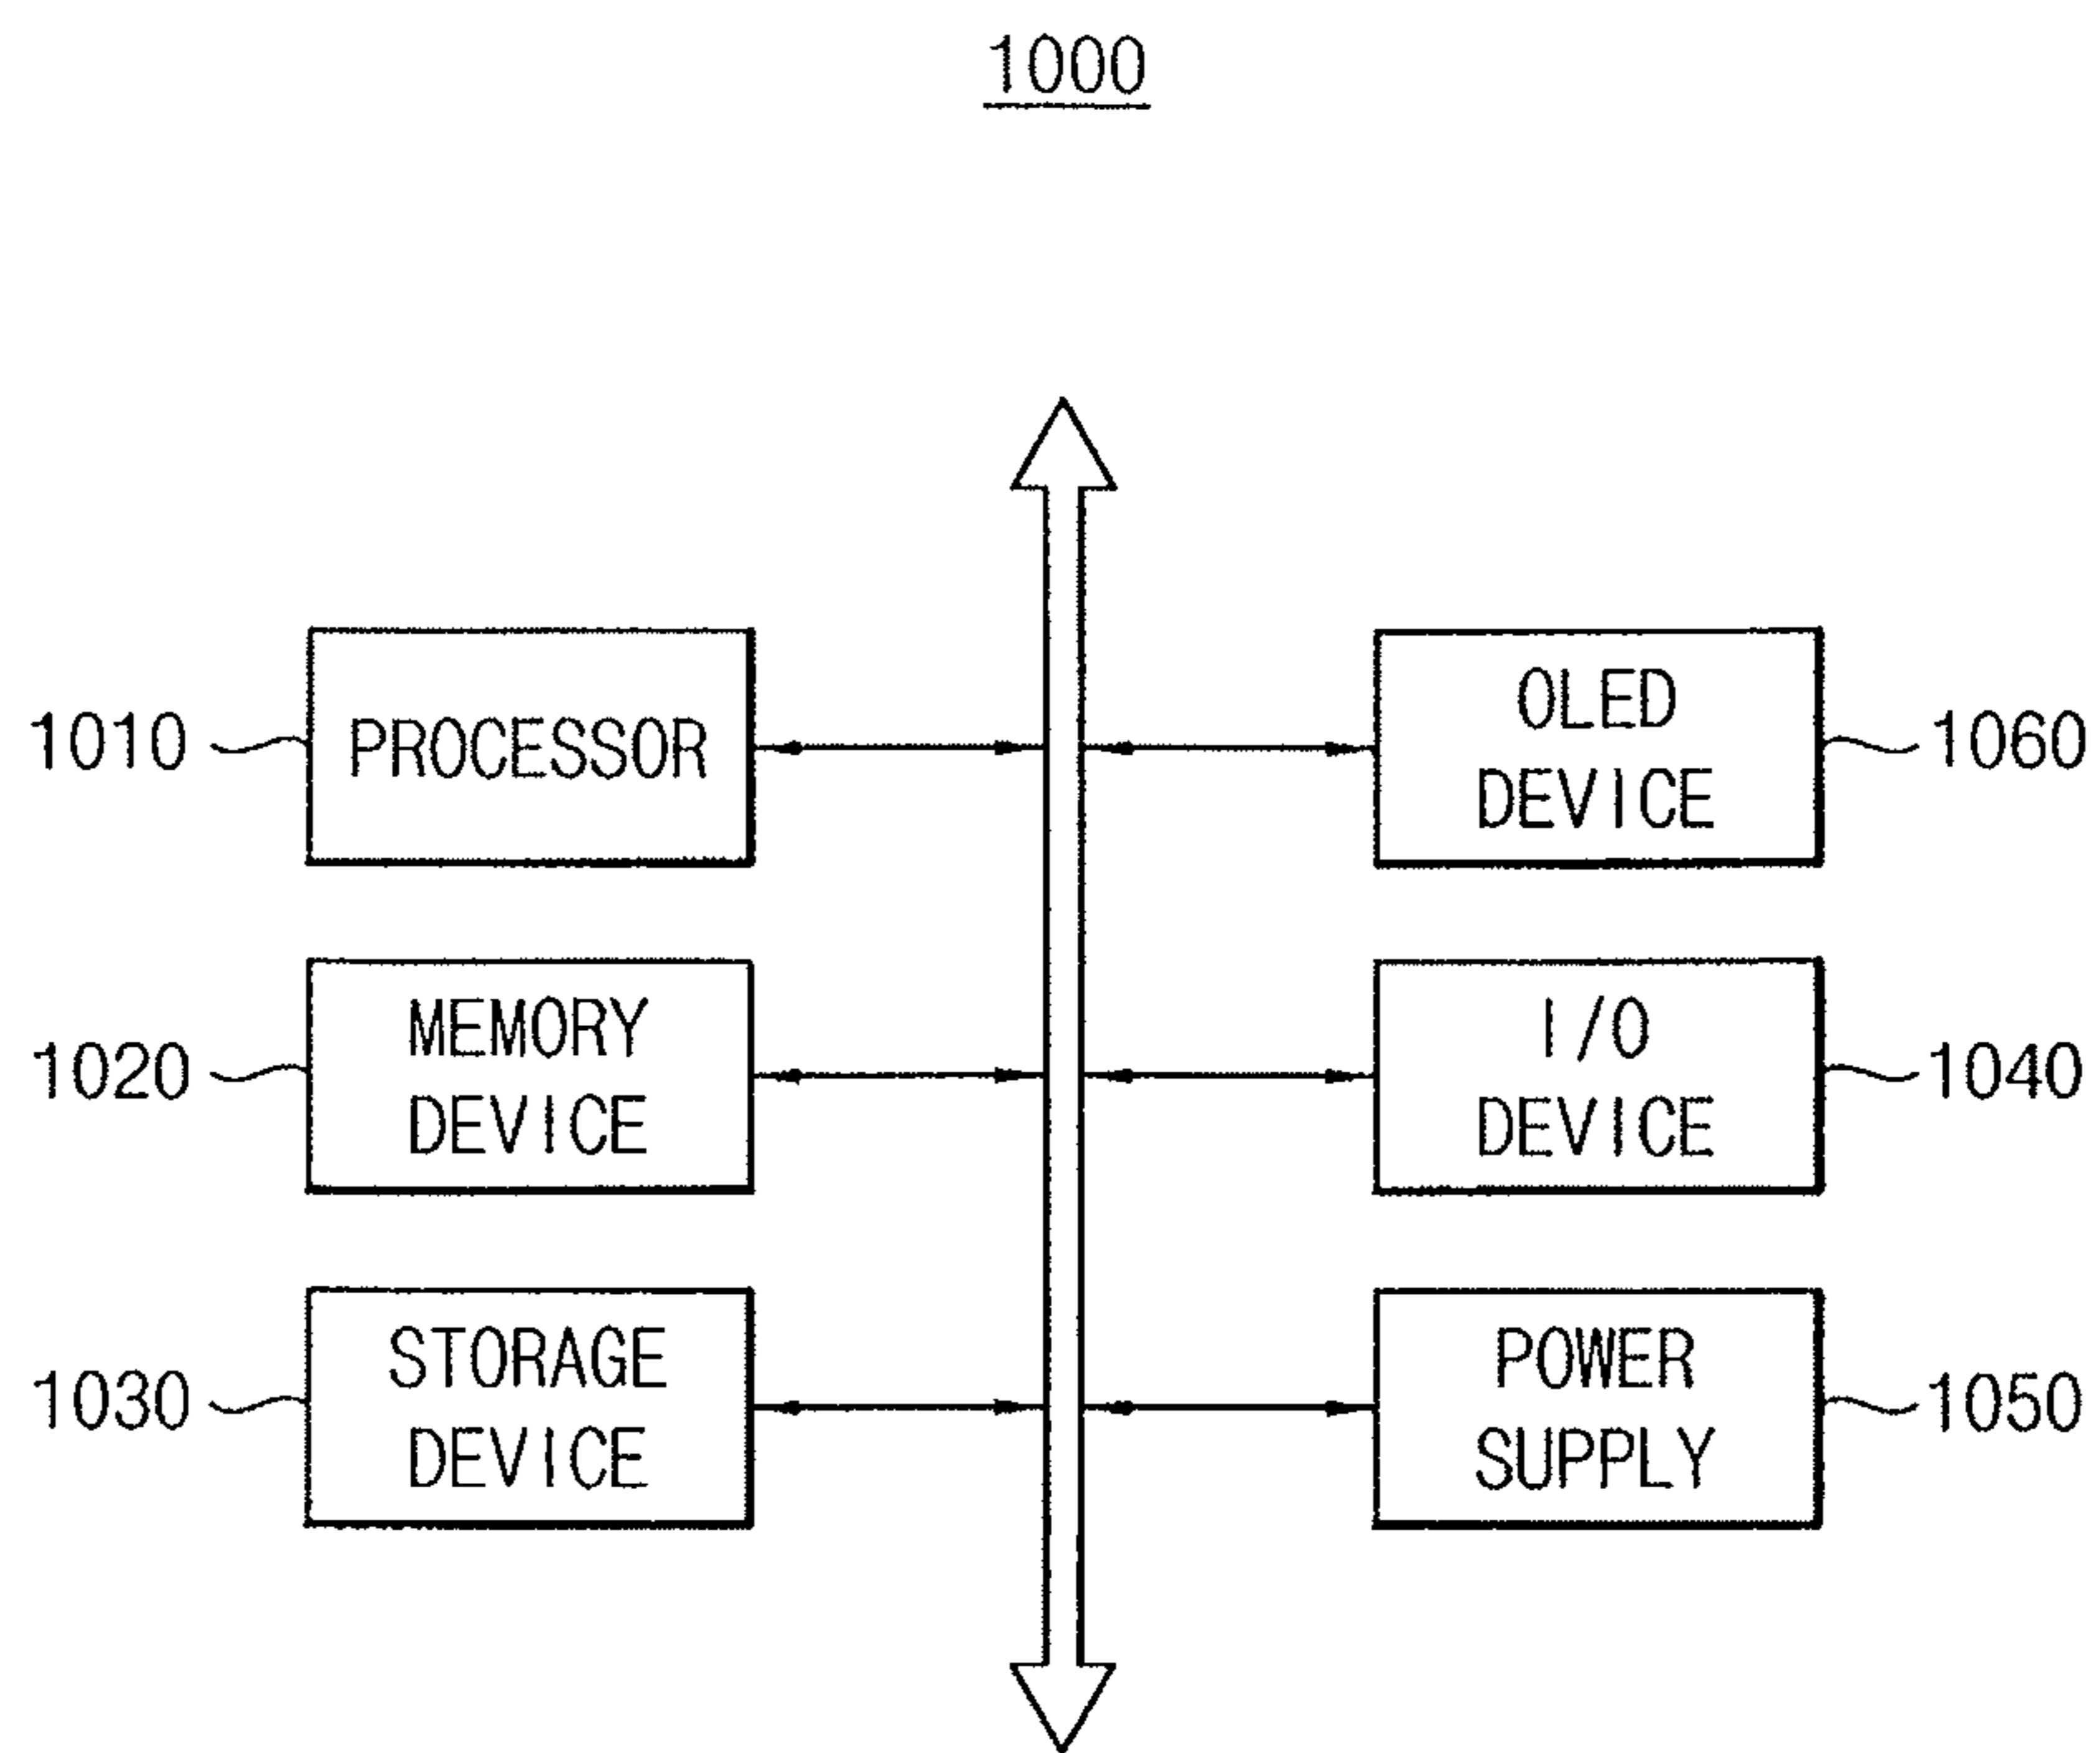 1000
1010
PROCESSOR
OLED
DEVICE
1060
1020
MEMORY
DEVICE
I/O
DEVICE
1040
1030
STORAGE
DEVICE
POWER
SUPPLY
1050